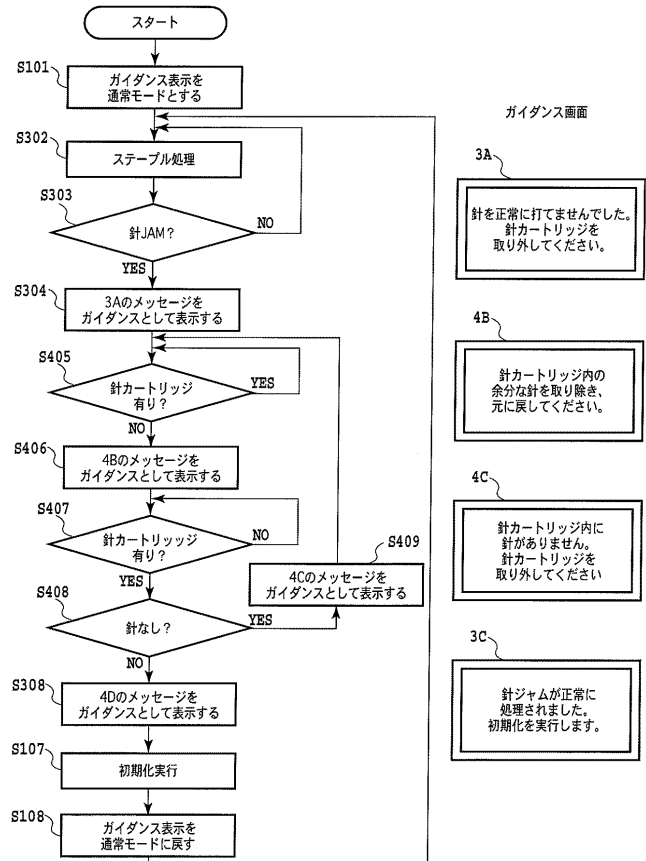 スタート
S101
ガイダンス表示を
通常モードとする
S302
ステープル処理
S303
針JAM?
NO
YES
S304
3Aのメッセージを
ガイダンスとして表示する
S405
針カートリッジ
有り?
YES
NO
S406
4Bのメッセージを
ガイダンスとして表示する
S407
針カートリッッジ
有り?
NO
YES
S409
4Cのメッセージを
ガイダンスとして表示する
S408
針なし?
YES
NO
S308
4Dのメッセージを
ガイダンスとして表示する
S107
初期化実行
S108
ガイダンス表示を
通常モードに戻す
ガイダンス画面
3A
針を正常に打てませんでした。
針カートリッジを
取り外してください。
4B
針カートリッジ内の
余分な針を取り除き、
元に戻してください。
4C
針カートリッジ内に
針がありません。
針カートリッジを
取り外してください
3C
針ジャムが正常に
処理されました。
初期化を実行します。